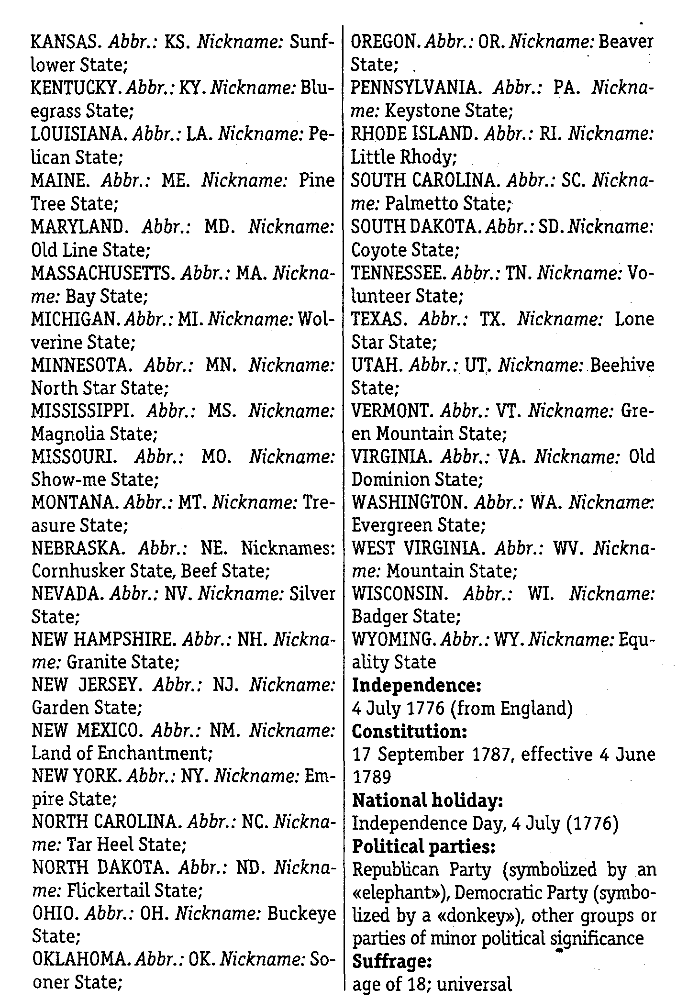 KANSAS. Abbr.: KS. Nickname: Sunf-
lower State;
KENTUCKY. Abbr.: KY. Nickname: Blu-
egrass State;
LOUISIANA. Abbr.: LA. Nickname: Pe-
lican State;
MAINE. Abbr.: ME. Nickname: Pine
Tree State;
MARYLAND. Abbr.: MD. Nickname:
Old Line State;
MASSACHUSETTS. Abbr.: MA. Nickna-
me: Bay State;
MICHIGAN. Abbr.: MI. Nickname: Wol-
verine State;
MINNESOTA. Abbr.: MN. Nickname:
North Star State;
MISSISSIPPI. Abbr.: MS. Nickname:
Magnolia State;
MISSOURI. Abbr.: MO. Nickname:
Show-me State;
MONTANA. Abbr.: MT. Nickname: Tre-
asure State;
NEBRASKA. Abbr.: NE. Nicknames:
Cornhusker State, Beef State;
NEVADA. Abbr.: NV. Nickname: Silver
State;
NEW HAMPSHIRE. Abbr.: NH. Nickna-
me: Granite State;
NEW JERSEY. Abbr.: NJ. Nickname:
Garden State;
NEW MEXICO. Abbr.: NM. Nickname:
Land of Enchantment;
NEW YORK. Abbr.: NY. Nickname: Em-
pire State;
NORTH CAROLINA. Abbr.: NC. Nickna-
me: Tar Heel State;
NORTH DAKOTA. Abbr.: ND. Nickna-
me: Flickertail State;
OHIO. Abbr.: OH. Nickname: Buckeye
State;
OKLAHOMA. Abbr.: OK. Nickname: So-
oner State;
OREGON. Abbr.: OR. Nickname: Beaver
State;
PENNSYLVANIA. Abbr.: PA. Nickna-
me: Keystone State;
RHODE ISLAND. Abbr.: RI. Nickname:
Little Rhody;
SOUTH CAROLINA. Abbr.: SC. Nickna-
me: Palmetto State;
SOUTH DAKOTA. Abbr.: SD. Nickname:
Coyote State;
TENNESSEE. Abbr.: TN. Nickname: Vo-
lunteer State;
TEXAS. Abbr.: TX. Nickname: Lone
Star State;
UTAH. Abbr.: UT. Nickname: Beehive
State;
VERMONT. Abbr.: VT. Nickname: Gre-
en Mountain State;
VIRGINIA. Abbr.: VA. Nickname: Old
Dominion State;
WASHINGTON. Abbr.: WA. Nickname:
Evergreen State;
WEST VIRGINIA. Abbr.: WV. Nickna-
me: Mountain State;
WISCONSIN. Abbr.: WI. Nickname:
Badger State;
WYOMING. Abbr.: WY. Nickname: Equ-
ality State
Independence:
4 July 1776 (from England)
Constitution:
17 September 1787, effective 4 June
1789
National holiday:
Independence Day, 4 July (1776)
Political parties:
Republican Party (symbolized by an
«elephant»), Democratic Party (symbo-
lized by a «donkey»), other groups or
parties of minor political significance
Suffrage:
age of 18; universal